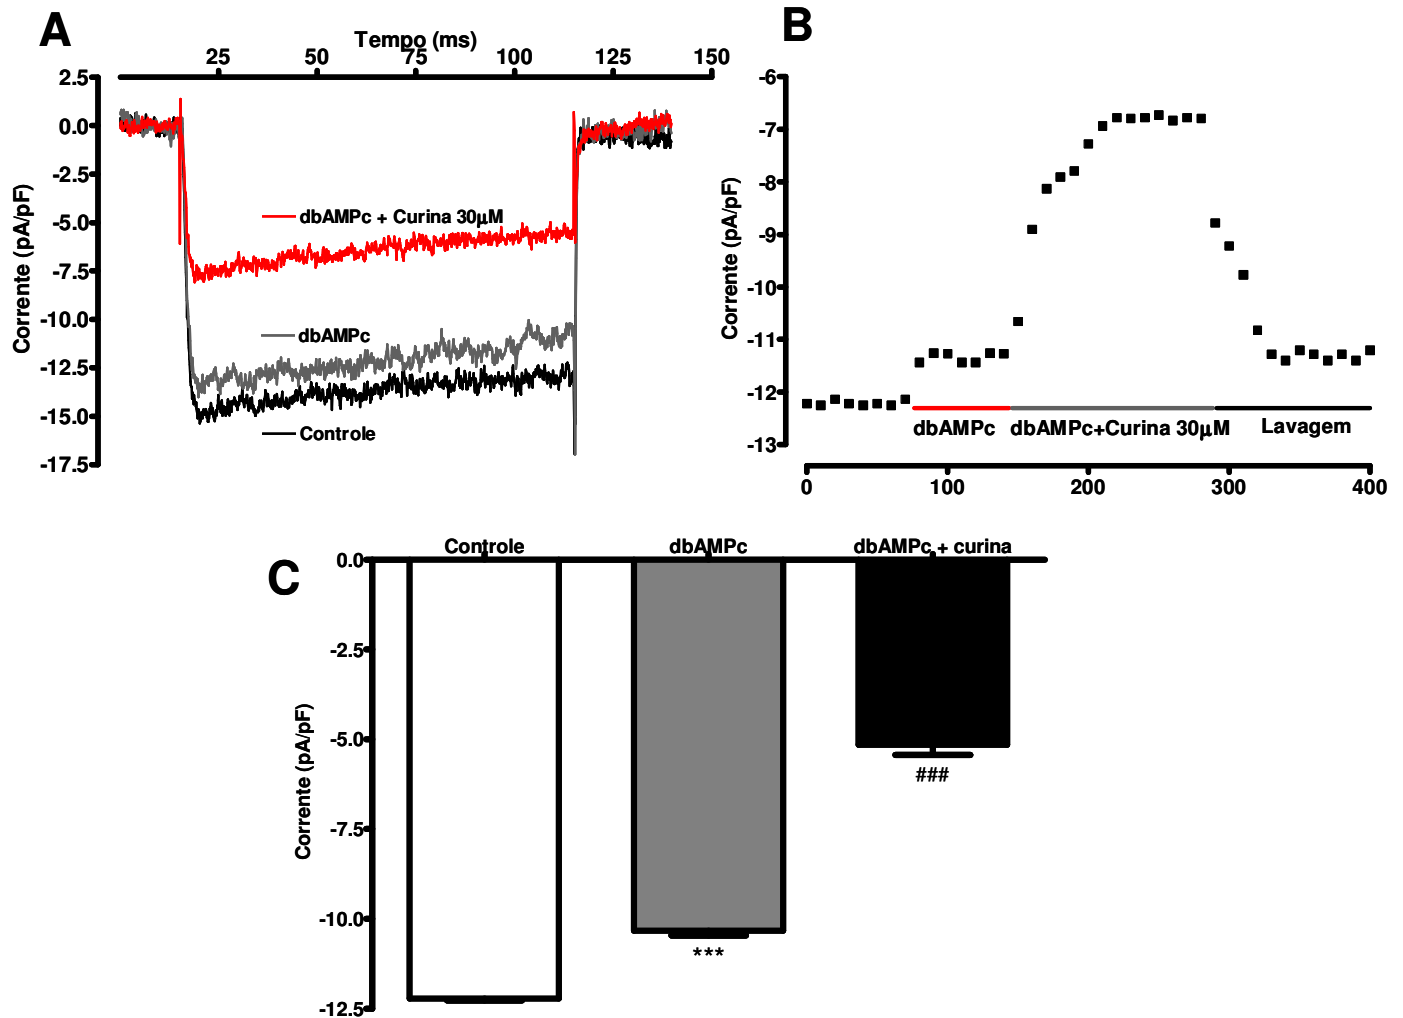 A
Tempo (ms)
25 50 75 100 125 150
2.5
0.0
-2.5
-5.0
-7.5
-10.0
-12.5
-15.0
-17.5
Corrente (pA/pF)
dbAMPc + Curina 30µM
dbAMPc
Controle
B
-6
-7
-8
-9
-10
-11
-12
-13
Corrente (pA/pF)
dbAMPc dbAMPc+Curina 30µM Lavagem
0 100 200 300 400
C
Controle dbAMPc dbAMPc + curina
0.0
-2.5
-5.0
-7.5
-10.0
-12.5
Corrente (pA/pF)
###
***